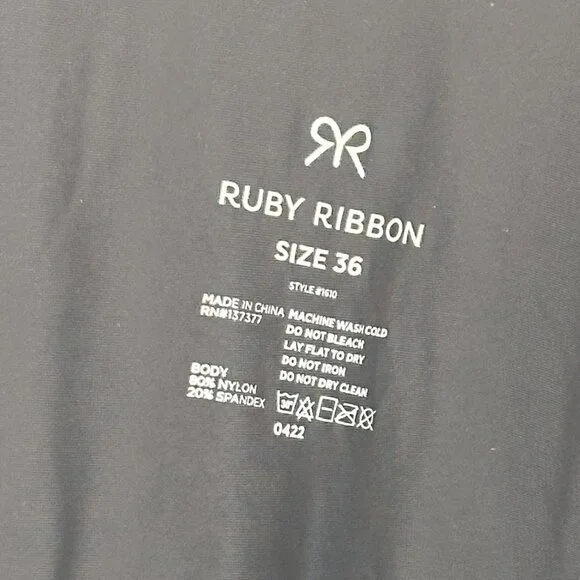 RUBY RIBBON
SIZE 36
STYLE #1610
MADE IN CHINA
RN#137377
MACHINE WASH COLD
DO NOT BLEACH
LAY FLAT TO DRY
DO NOT IRON
DO NOT DRY CLEAN
BODY
80% NYLON
20% SPANDEX
30°
0422